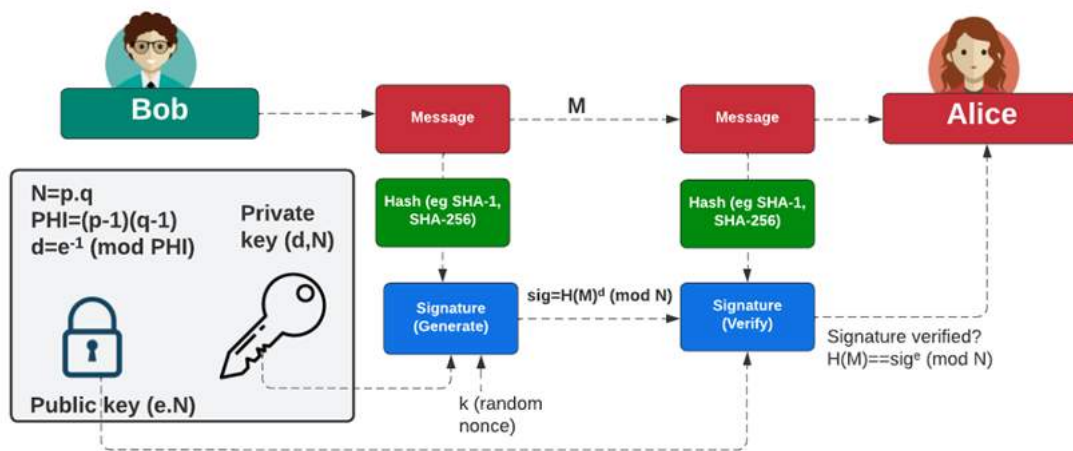 Bob
Message
M
Message
Alice
N=p.q
PHI=(p-1)(q-1)
d=e⁻¹ (mod PHI)
Private
key (d,N)
Hash (eg SHA-1,
SHA-256)
Hash (eg SHA-1,
SHA-256)
Signature
(Generate)
sig=H(M)ᵈ (mod N)
Signature
(Verify)
Signature verified?
H(M)==sigᵉ (mod N)
Public key (e.N)
k (random
nonce)